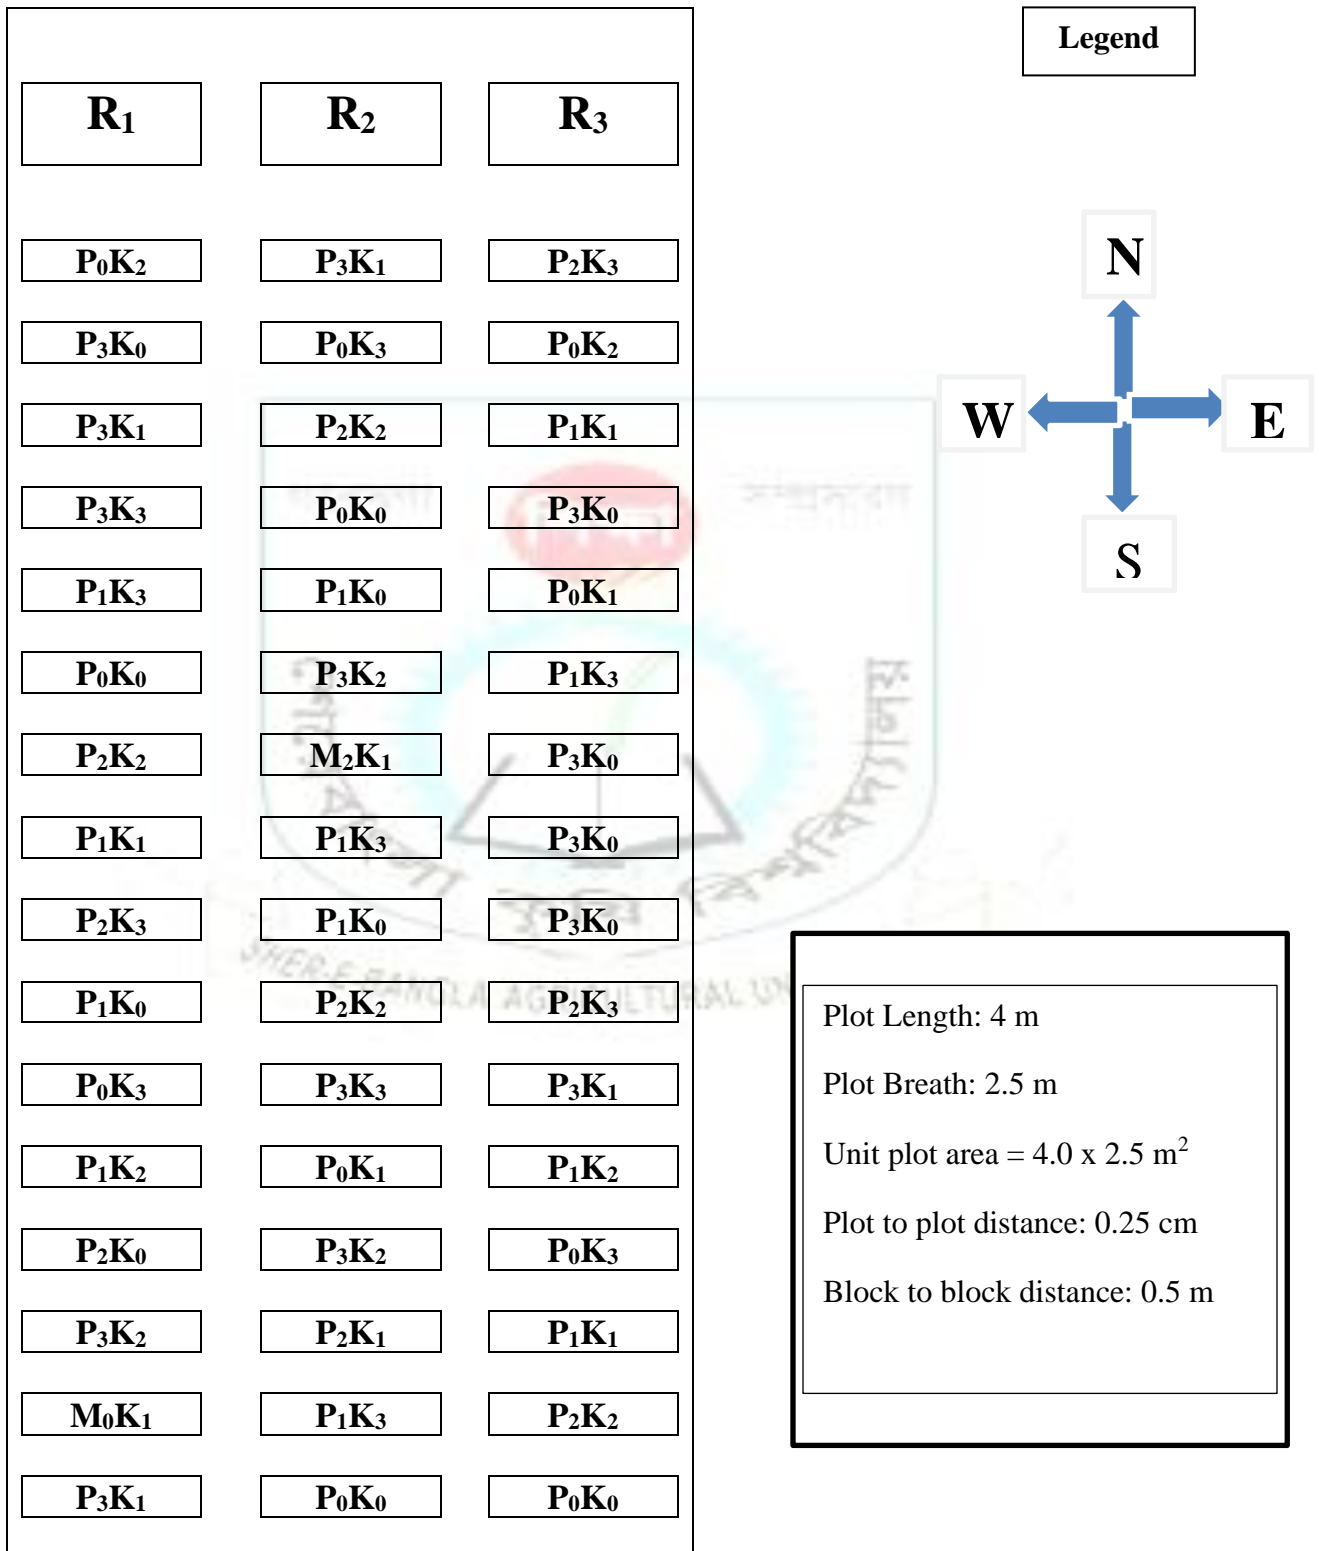 Legend
R₁ R₂ R₃
P₀K₂ P₃K₁ P₂K₃
P₃K₀ P₀K₃ P₀K₂
P₃K₁ P₂K₂ P₁K₁
P₃K₃ P₀K₀ P₃K₀
P₁K₃ P₁K₀ P₀K₁
P₀K₀ P₃K₂ P₁K₃
P₂K₂ M₂K₁ P₃K₀
P₁K₁ P₁K₃ P₃K₀
P₂K₃ P₁K₀ P₃K₀
P₁K₀ P₂K₂ P₂K₃
P₀K₃ P₃K₃ P₃K₁
P₁K₂ P₀K₁ P₁K₂
P₂K₀ P₃K₂ P₀K₃
P₃K₂ P₂K₁ P₁K₁
M₀K₁ P₁K₃ P₂K₂
P₃K₁ P₀K₀ P₀K₀
N
W E
S
Plot Length: 4 m
Plot Breath: 2.5 m
Unit plot area = 4.0 x 2.5 m²
Plot to plot distance: 0.25 cm
Block to block distance: 0.5 m
SHER-E-BANGLA AGRICULTURAL UN